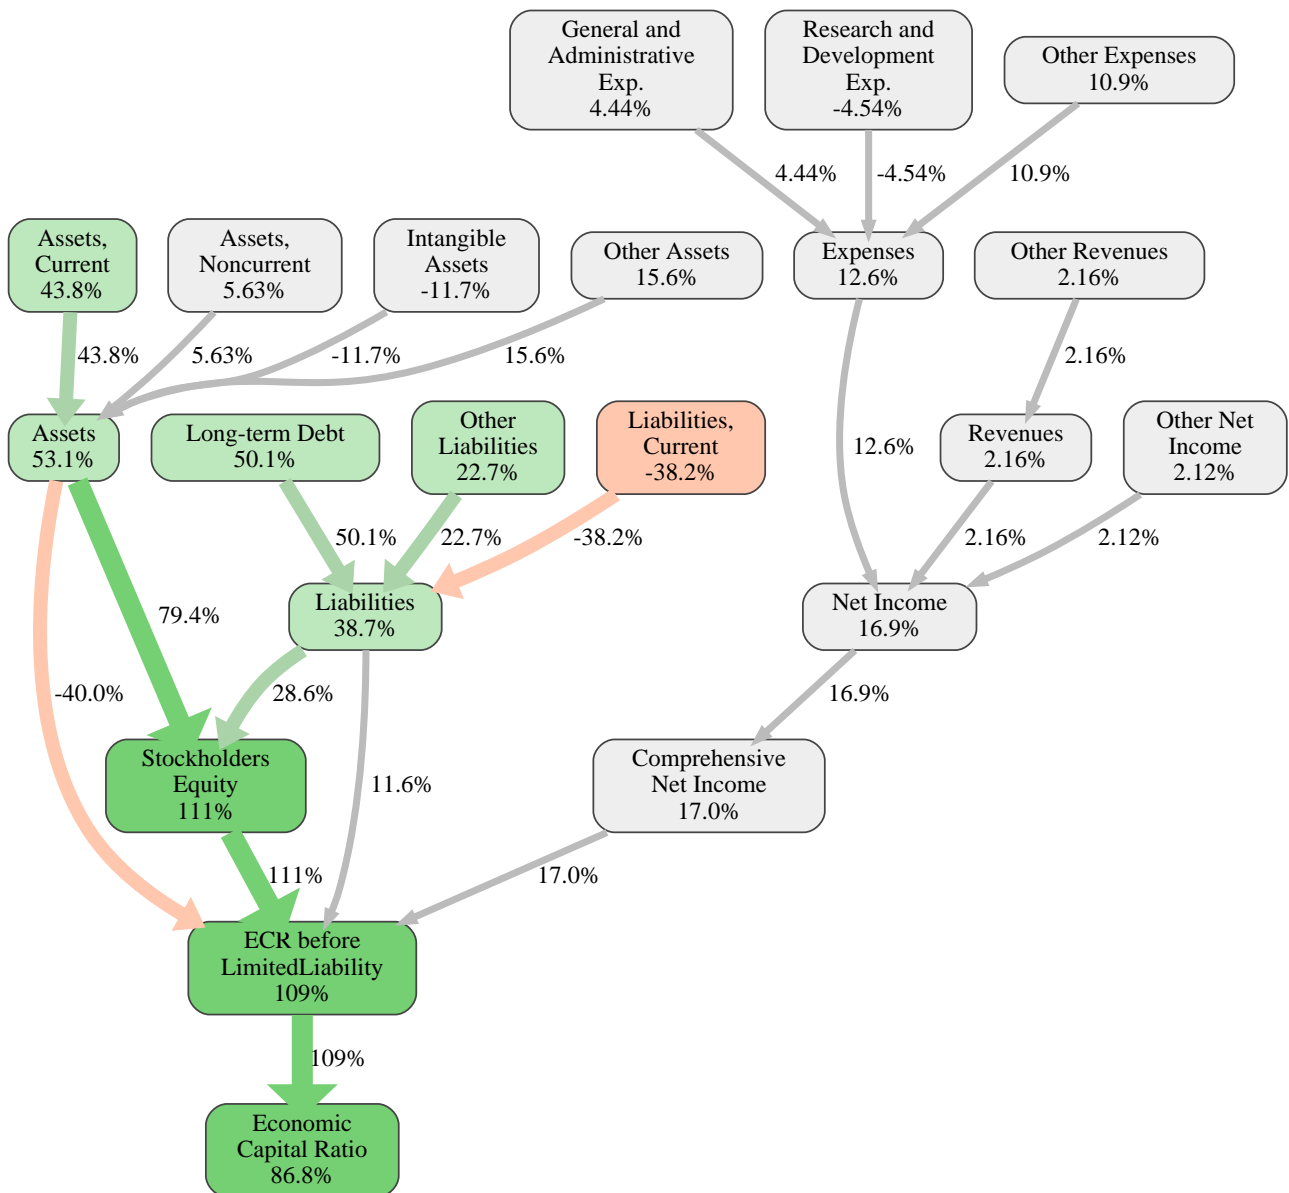 General and
Administrative
Exp.
4.44%
Research and
Development
Exp.
-4.54%
Other Expenses
10.9%
4.44%
-4.54%
10.9%
Assets,
Current
43.8%
Assets,
Noncurrent
5.63%
Intangible
Assets
-11.7%
Other Assets
15.6%
Expenses
12.6%
Other Revenues
2.16%
43.8%
5.63%
-11.7%
15.6%
2.16%
Assets
53.1%
Long-term Debt
50.1%
Other
Liabilities
22.7%
Liabilities,
Current
-38.2%
12.6%
Revenues
2.16%
Other Net
Income
2.12%
50.1%
22.7%
-38.2%
2.16%
2.12%
79.4%
Liabilities
38.7%
Net Income
16.9%
-40.0%
28.6%
16.9%
Stockholders
Equity
111%
11.6%
Comprehensive
Net Income
17.0%
111%
17.0%
ECR before
LimitedLiability
109%
109%
Economic
Capital Ratio
86.8%